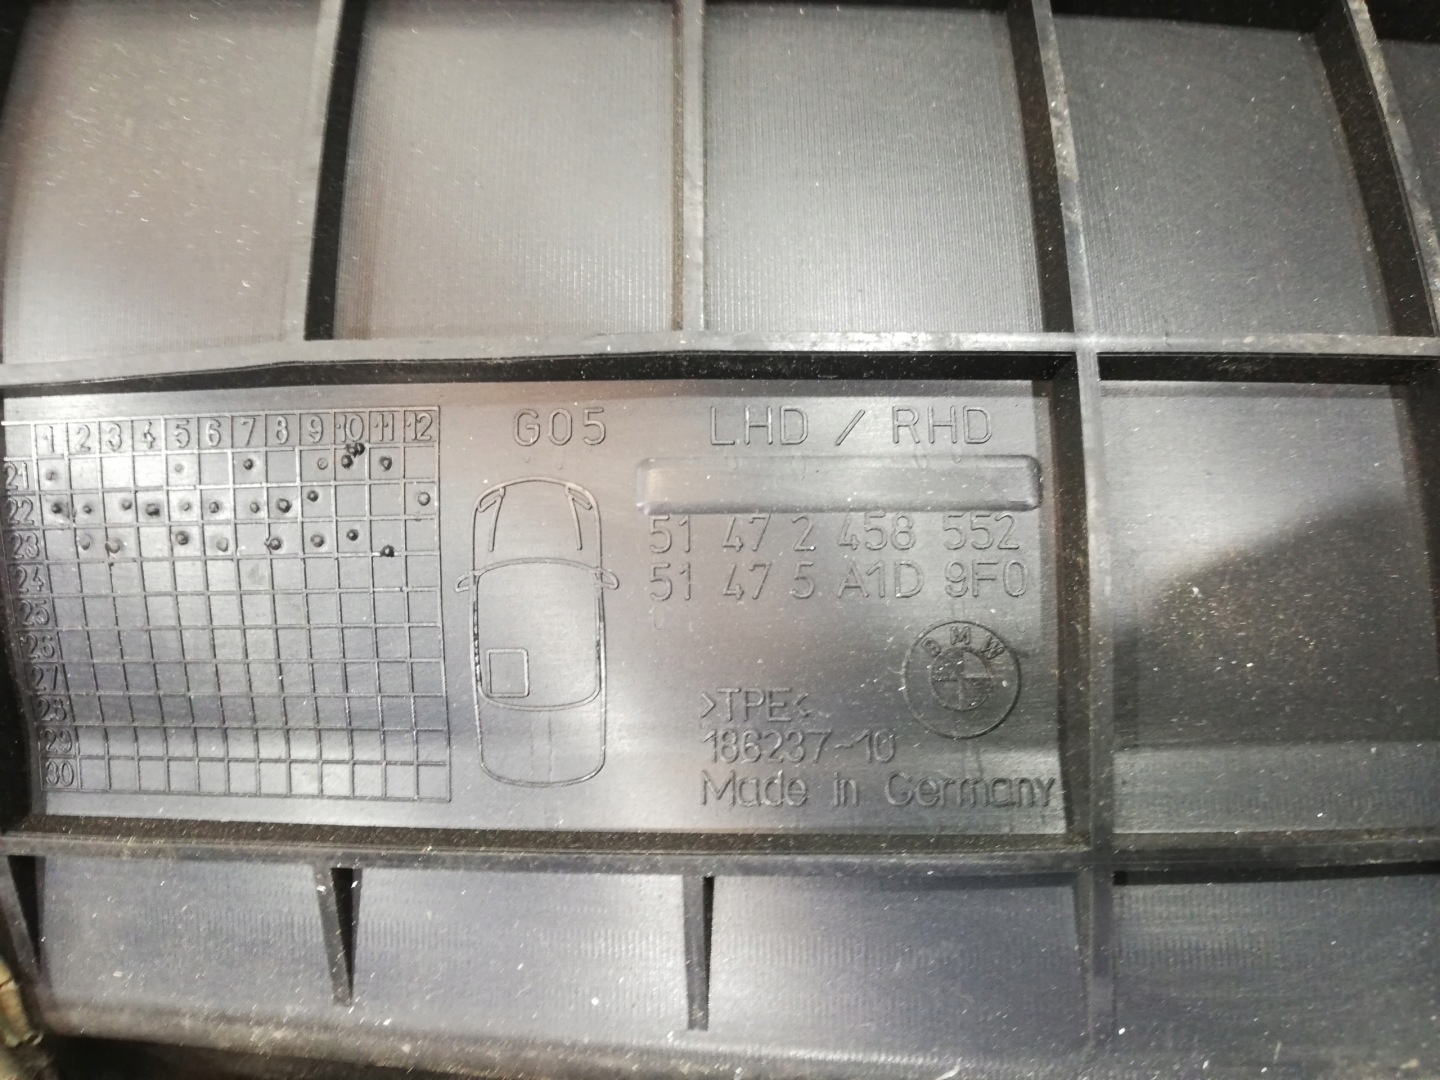 1 2 3 4 5 6 7 8 9 10 11 12
21
22
23
24
25
26
27
28
29
30
G05
LHD / RHD
51 47 2 458 552
51 47 5 A1D 9F0
BMW
>TPE<
186237-10
Made in Germany